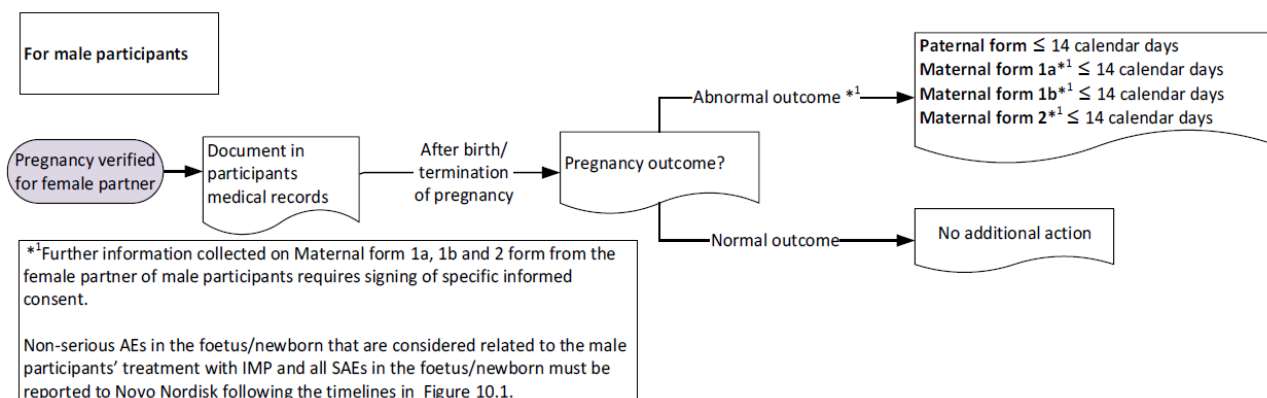 For male participants
Pregnancy verified
for female partner
Document in
participants
medical records
After birth/
termination
of pregnancy
Pregnancy outcome?
Abnormal outcome *1
Paternal form ≤ 14 calendar days
Maternal form 1a*1 ≤ 14 calendar days
Maternal form 1b*1 ≤ 14 calendar days
Maternal form 2*1 ≤ 14 calendar days
Normal outcome
No additional action
*1Further information collected on Maternal form 1a, 1b and 2 form from the
female partner of male participants requires signing of specific informed
consent.
Non-serious AEs in the foetus/newborn that are considered related to the male
participants’ treatment with IMP and all SAEs in the foetus/newborn must be
reported to Novo Nordisk following the timelines in Figure 10.1.